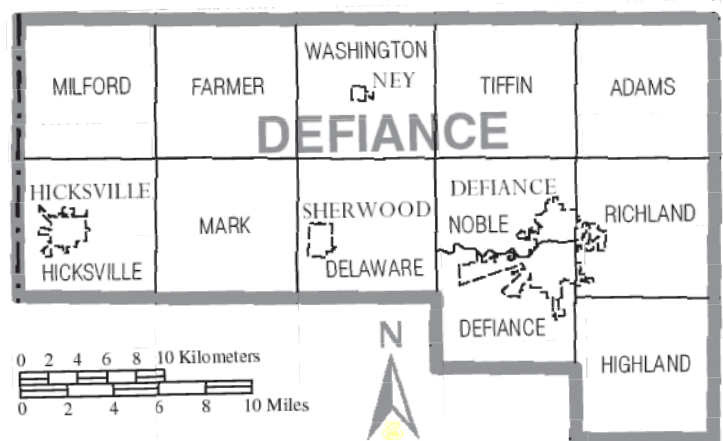 WASHINGTON
MILFORD
FARMER
NEY
TIFFIN
ADAMS
DEFIANCE
HICKSVILLE
DEFIANCE
SHERWOOD
RICHLAND
MARK
NOBLE
HICKSVILLE
DELAWARE
DEFIANCE
N
HIGHLAND
0 2 4 6 8 10 Kilometers
0 2 4 6 8 10 Miles